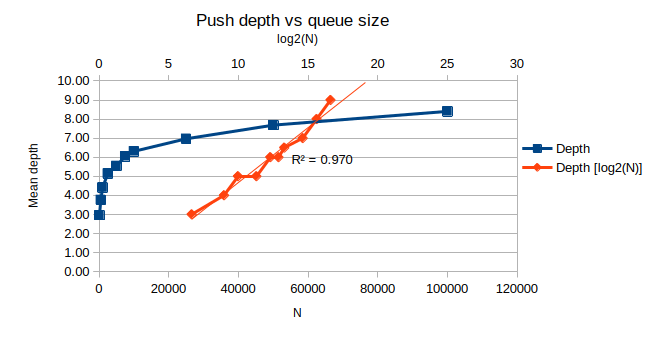 Push depth vs queue size
log2(N)
0 5 10 15 20 25 30
10.00
9.00
8.00
7.00
6.00
5.00
4.00
3.00
2.00
1.00
0.00
Mean depth
R² = 0.970
Depth
Depth [log2(N)]
0 20000 40000 60000 80000 100000 120000
N